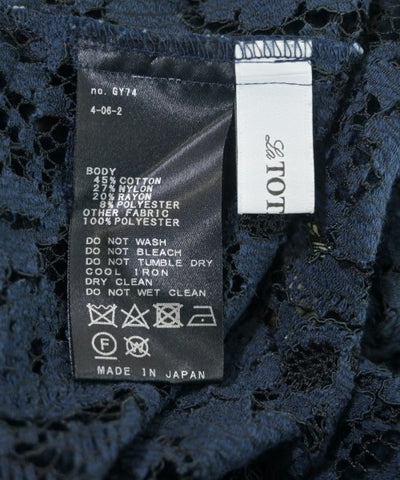 no. GY74
4-06-2
BODY
45% COTTON
27% NYLON
20% RAYON
8% POLYESTER
OTHER FABRIC
100% POLYESTER
DO NOT WASH
DO NOT BLEACH
DO NOT TUMBLE DRY
COOL IRON
DRY CLEAN
DO NOT WET CLEAN
F
W
MADE IN JAPAN
La TOT